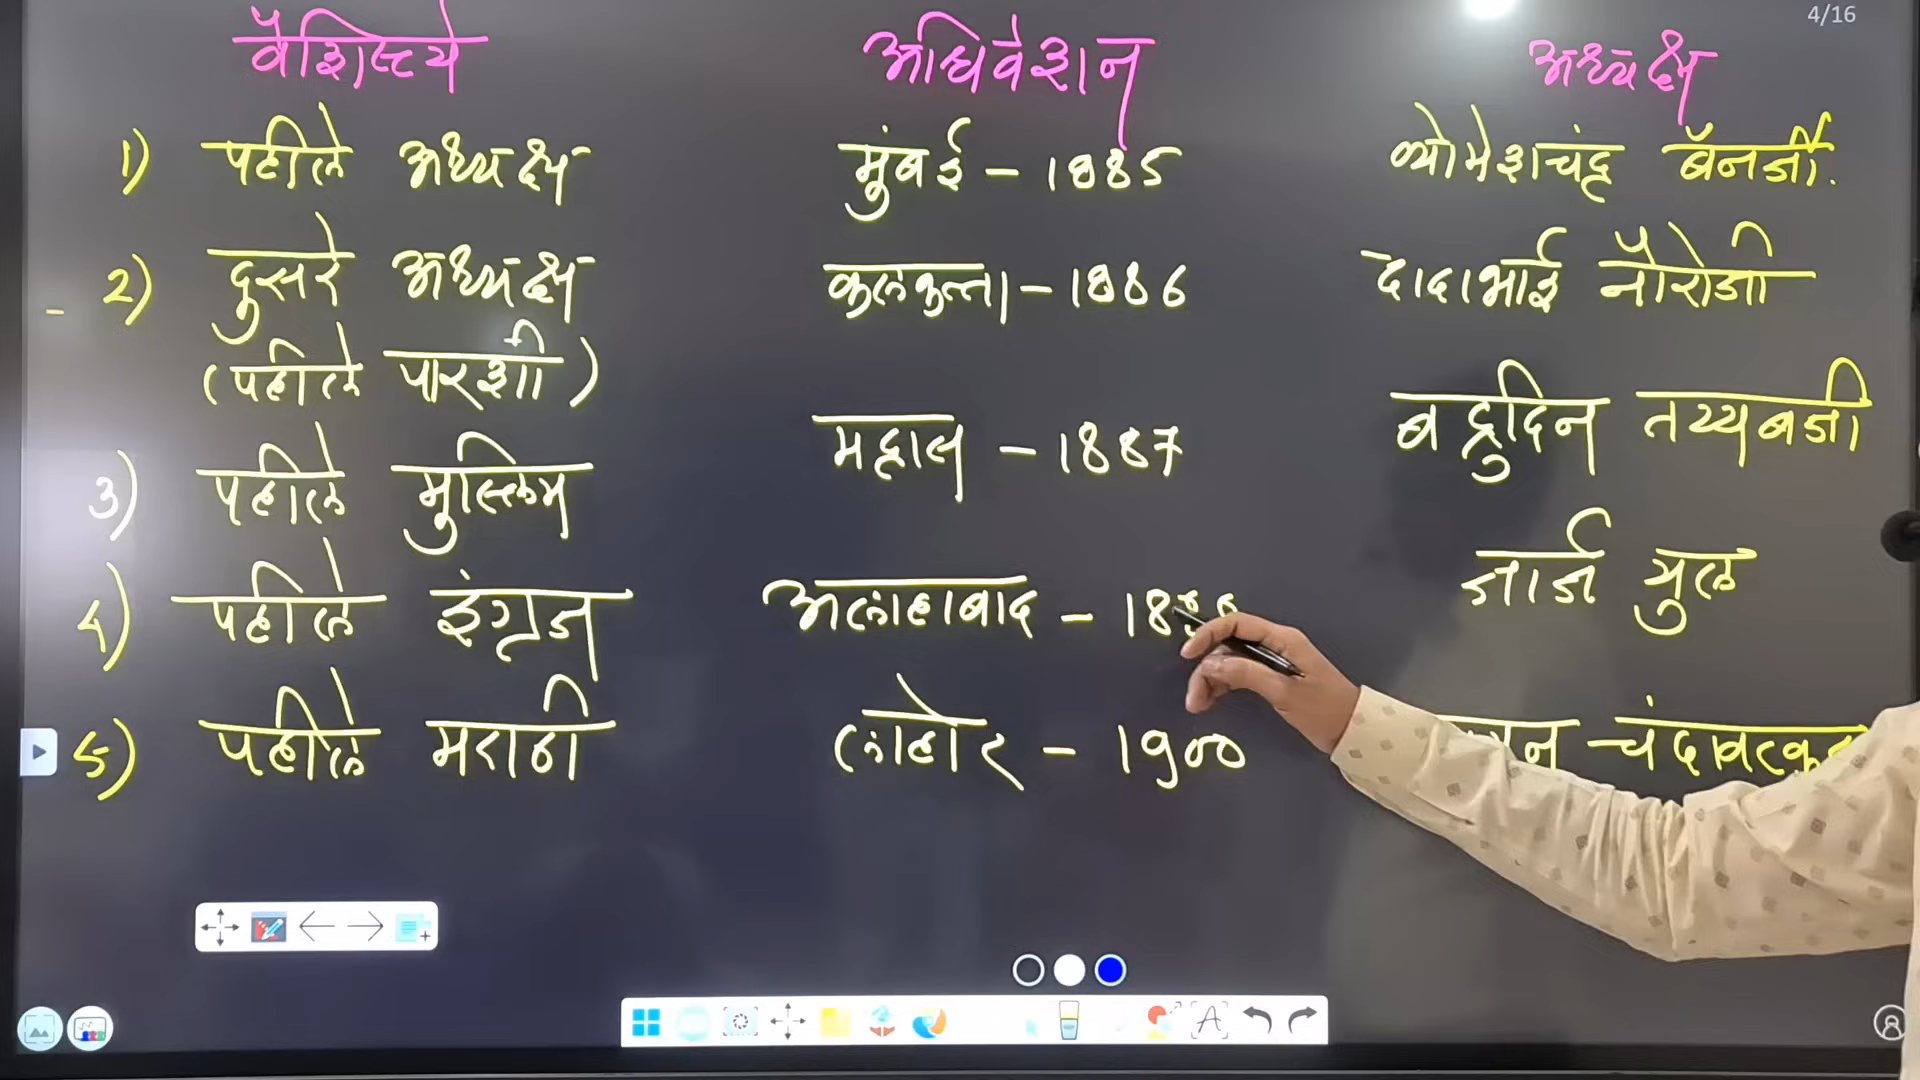 4/16
वैशिष्ट्ये अधिवेशन अध्यक्ष
1) पहीले अध्यक्ष मुंबई - 1885 व्योमेशचंद्र बॅनर्जी.
2) दुसरे अध्यक्ष कलकत्ता - 1886 दादाभाई नौरोजी
(पहीले पारशी)
3) पहीले मुस्लिम मद्रास - 1887 बद्रुदिन तय्यबजी
4) पहीले इंग्रज अलाहाबाद - जार्ज युल
5) पहीले मराठी लाहोर - 1900 चंदावरकर